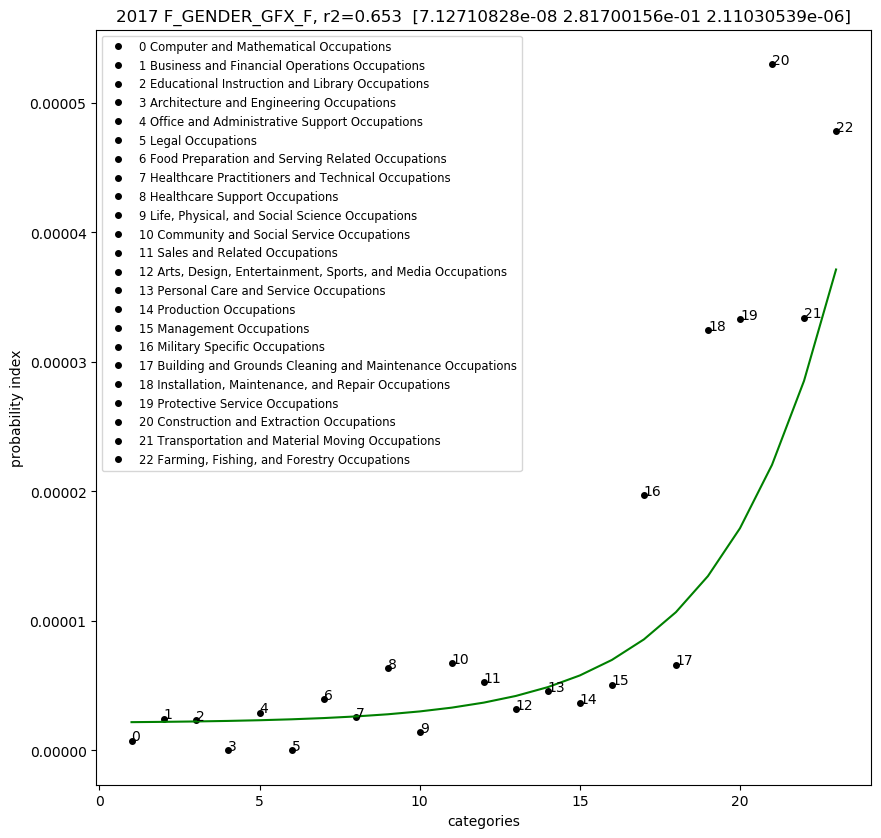 2017 F_GENDER_GFX_F, r2=0.653 [7.12710828e-08 2.81700156e-01 2.11030539e-06]
0 Computer and Mathematical Occupations
1 Business and Financial Operations Occupations
2 Educational Instruction and Library Occupations
3 Architecture and Engineering Occupations
4 Office and Administrative Support Occupations
5 Legal Occupations
6 Food Preparation and Serving Related Occupations
7 Healthcare Practitioners and Technical Occupations
8 Healthcare Support Occupations
9 Life, Physical, and Social Science Occupations
10 Community and Social Service Occupations
11 Sales and Related Occupations
12 Arts, Design, Entertainment, Sports, and Media Occupations
13 Personal Care and Service Occupations
14 Production Occupations
15 Management Occupations
16 Military Specific Occupations
17 Building and Grounds Cleaning and Maintenance Occupations
18 Installation, Maintenance, and Repair Occupations
19 Protective Service Occupations
20 Construction and Extraction Occupations
21 Transportation and Material Moving Occupations
22 Farming, Fishing, and Forestry Occupations
probability index
0.00005
0.00004
0.00003
0.00002
0.00001
0.00000
0
1
2
3
4
5
6
7
8
9
10
11
12
13
14
15
16
17
18
19
20
21
22
0
5
10
15
20
categories